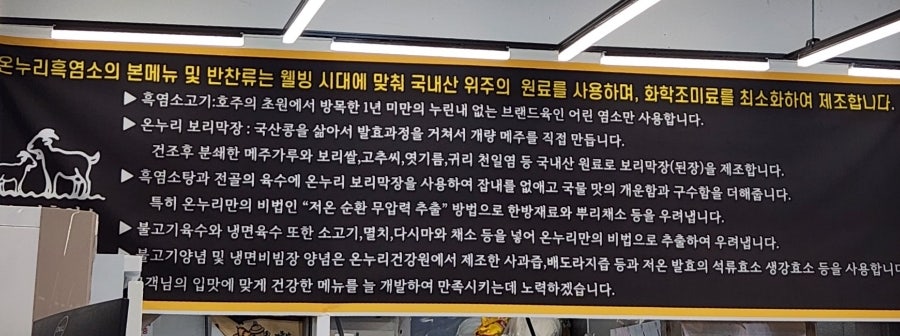 온누리흑염소의 본메뉴 및 반찬류는 웰빙 시대에 맞춰 국내산 위주의 원료를 사용하며, 화학조미료를 최소화하여 제조합니다.
▶ 흑염소고기:호주의 초원에서 방목한 1년 미만의 누린내 없는 브랜드육인 어린 염소만 사용합니다.
▶ 온누리 보리막장 : 국산콩을 삶아서 발효과정을 거쳐서 개량 메주를 직접 만듭니다.
건조후 분쇄한 메주가루와 보리쌀,고추씨,엿기름,귀리 천일염 등 국내산 원료로 보리막장(된장)을 제조합니다.
▶ 흑염소탕과 전골의 육수에 온누리 보리막장을 사용하여 잡내를 없애고 국물 맛의 개운함과 구수함을 더해줍니다.
특히 온누리만의 비법인 "저온 순환 무압력 추출" 방법으로 한방재료와 뿌리채소 등을 우려냅니다.
▶ 불고기육수와 냉면육수 또한 소고기,멸치,다시마와 채소 등을 넣어 온누리만의 비법으로 추출하여 우려냅니다.
불고기양념 및 냉면비빔장 양념은 온누리건강원에서 제조한 사과즙,배도라지즙 등과 저온 발효의 석류효소 생강효소 등을 사용합니다
객님의 입맛에 맞게 건강한 메뉴를 늘 개발하여 만족시키는데 노력하겠습니다.